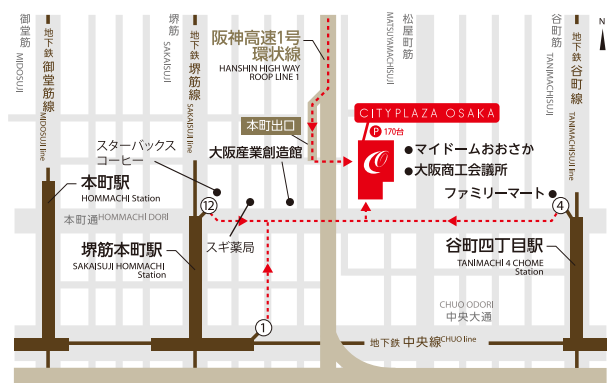 御堂筋
MIDOSUJI
地下鉄 御堂筋線
MIDOSUJI line
堺筋
SAKAISUJI
地下鉄 堺筋線
SAKAISUJI line
阪神高速1号
環状線
HANSHIN HIGH WAY
ROOP LINE 1
松屋町筋
MATSUYAMACHISUJI
谷町筋
TANIMACHISUJI
地下鉄 谷町線
TANIMACHISUJI line
N
CITYPLAZA OSAKA
P 170台
本町出口
スターバックス
コーヒー
大阪産業創造館
マイドームおおさか
大阪商工会議所
ファミリーマート
本町駅
HOMMACHI Station
12
4
本町通 HOMMACHI DORI
スギ薬局
堺筋本町駅
SAKAISUJI HOMMACHI
Station
谷町四丁目駅
TANIMACHI 4 CHOME
Station
CHUO ODORI
中央大通
1
地下鉄 中央線 CHUO line